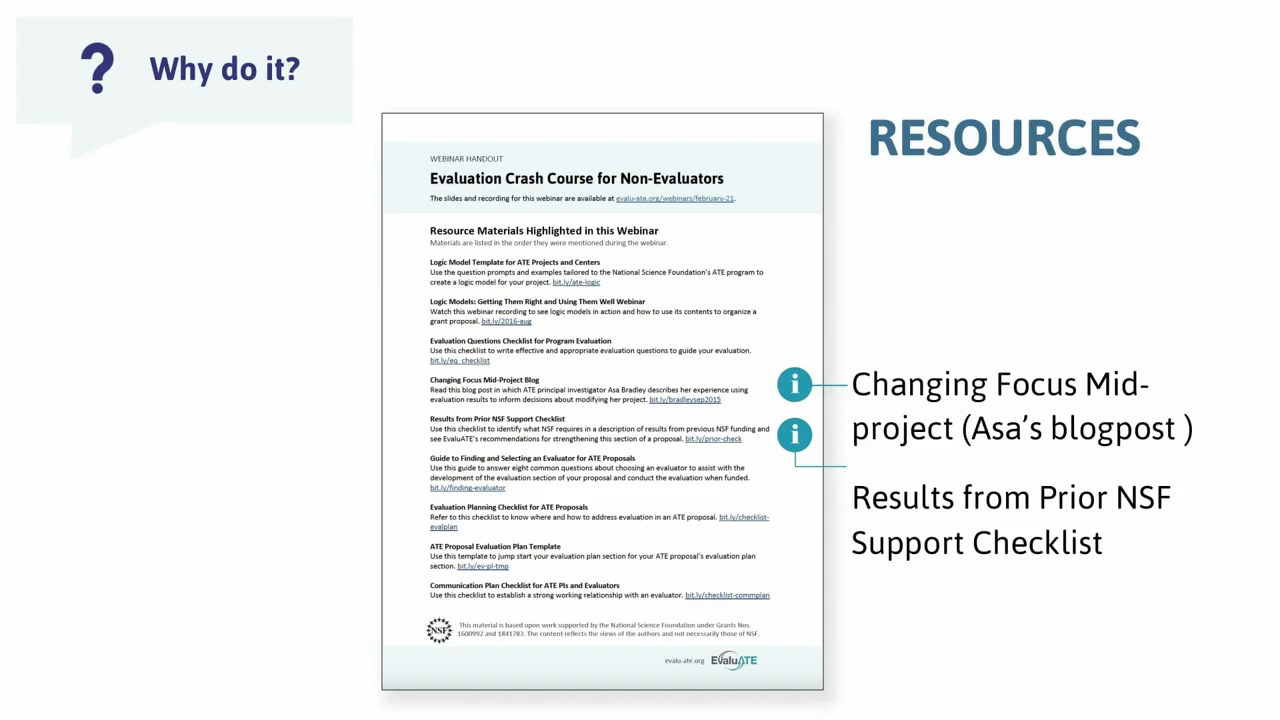 ? Why do it?
RESOURCES
WEBINAR HANDOUT
Evaluation Crash Course for Non-Evaluators
The slides and recording for this webinar are available at evalu-ate.org/webinars/february-21.
Resource Materials Highlighted in this Webinar
Materials are listed in the order they were mentioned during the webinar.
Logic Model Template for ATE Projects and Centers
Use the question prompts and examples tailored to the National Science Foundation's ATE program to
create a logic model for your project. bit.ly/ate-logic
Logic Models: Getting Them Right and Using Them Well Webinar
Watch this webinar recording to see logic models in action and how to use its contents to organize a
grant proposal. bit.ly/2016-aug
Evaluation Questions Checklist for Program Evaluation
Use this checklist to write effective and appropriate evaluation questions to guide your evaluation.
bit.ly/eq_checklist
Changing Focus Mid-Project Blog
Read this blog post in which ATE principal investigator Asa Bradley describes her experience using
evaluation results to inform decisions about modifying her project. bit.ly/bradleysep2015
Results from Prior NSF Support Checklist
Use this checklist to identify what NSF requires in a description of results from previous NSF funding and
see EvaluATE's recommendations for strengthening this section of a proposal. bit.ly/prior-check
Guide to Finding and Selecting an Evaluator for ATE Proposals
Use this guide to answer eight common questions about choosing an evaluator to assist with the
development of the evaluation section of your proposal and conduct the evaluation when funded.
bit.ly/finding-evaluator
Evaluation Planning Checklist for ATE Proposals
Refer to this checklist to know where and how to address evaluation in an ATE proposal. bit.ly/checklist-
evalplan
ATE Proposal Evaluation Plan Template
Use this template to jump start your evaluation plan section for your ATE proposal's evaluation plan
section. bit.ly/ev-pl-tmp
Communication Plan Checklist for ATE PIs and Evaluators
Use this checklist to establish a strong working relationship with an evaluator. bit.ly/checklist-commplan
NSF
This material is based upon work supported by the National Science Foundation under Grants Nos.
1600992 and 1841783. The content reflects the views of the authors and not necessarily those of NSF.
evalu-ate.org EvaluATE
i
Changing Focus Mid-
project (Asa's blogpost )
i
Results from Prior NSF
Support Checklist